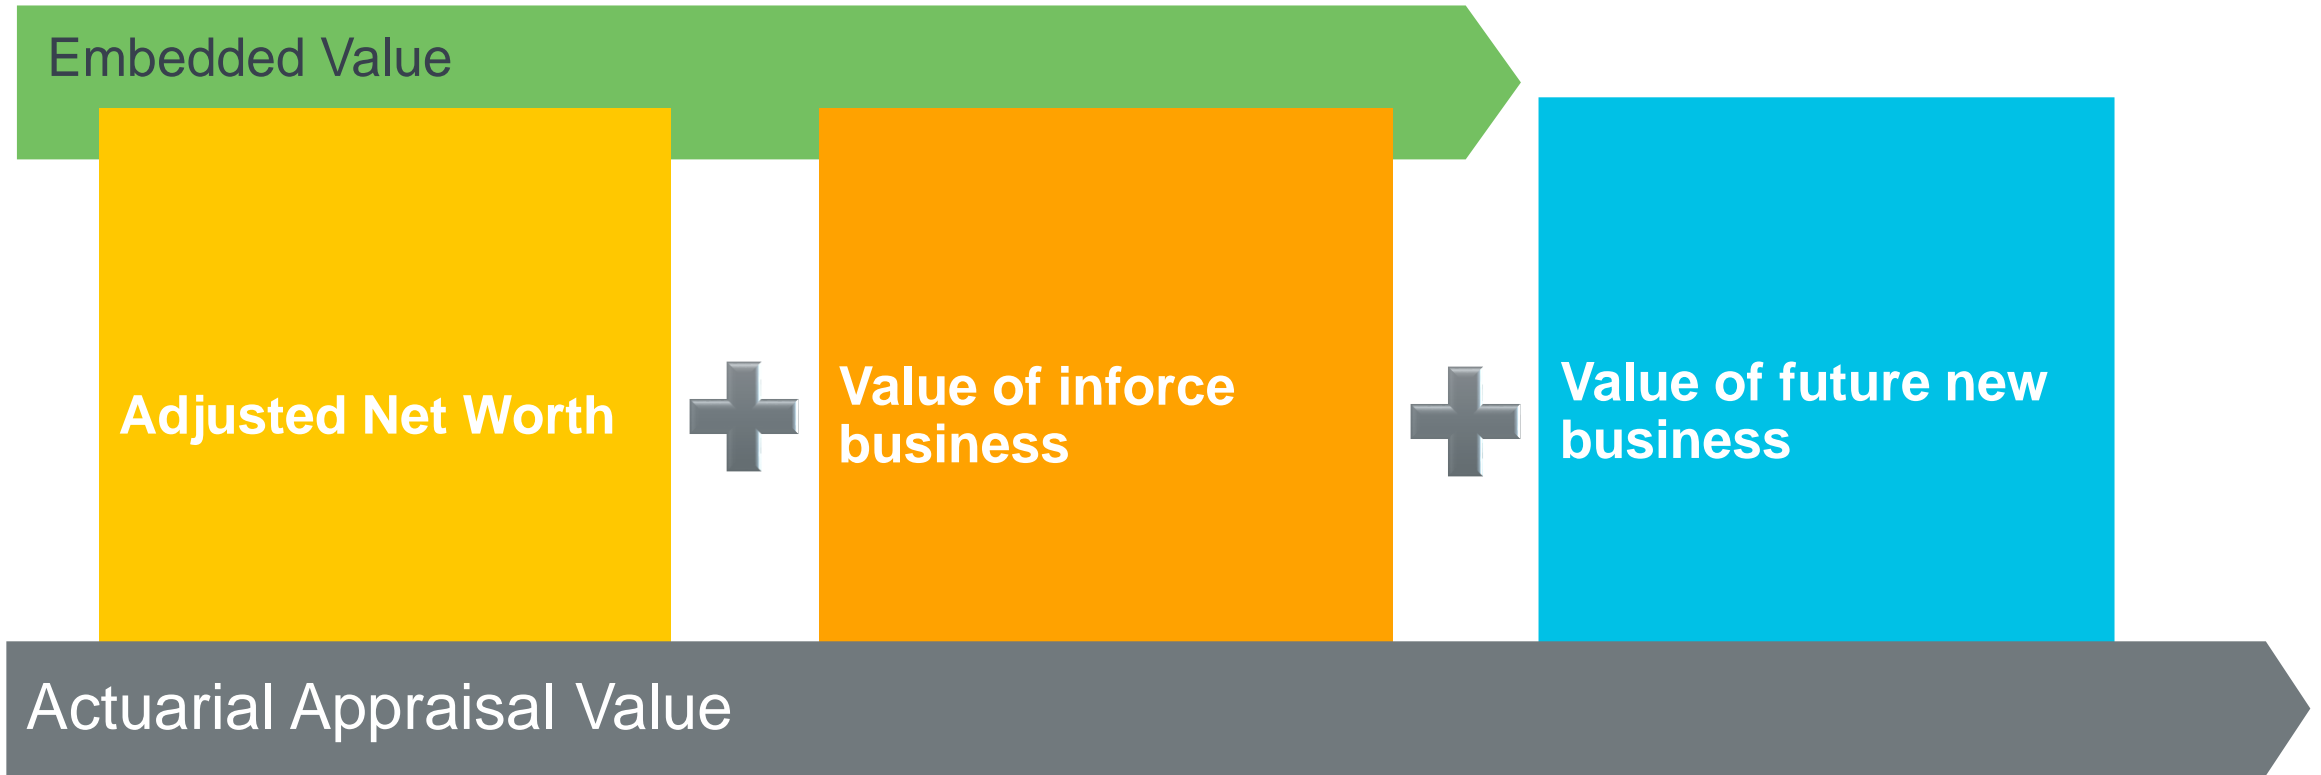 Embedded Value
Adjusted Net Worth
Value of inforce
business
Value of future new
business
Actuarial Appraisal Value